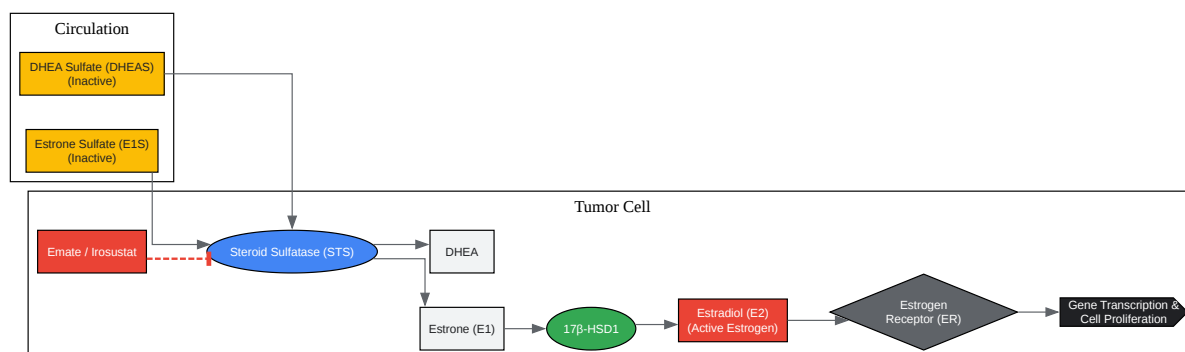 Circulation
DHEA Sulfate (DHEAS)
(Inactive)
Estrone Sulfate (E1S)
(Inactive)
Tumor Cell
Emate / Irosustat
Steroid Sulfatase (STS)
DHEA
Estrone (E1)
17β-HSD1
Estradiol (E2)
(Active Estrogen)
Estrogen
Receptor (ER)
Gene Transcription &
Cell Proliferation